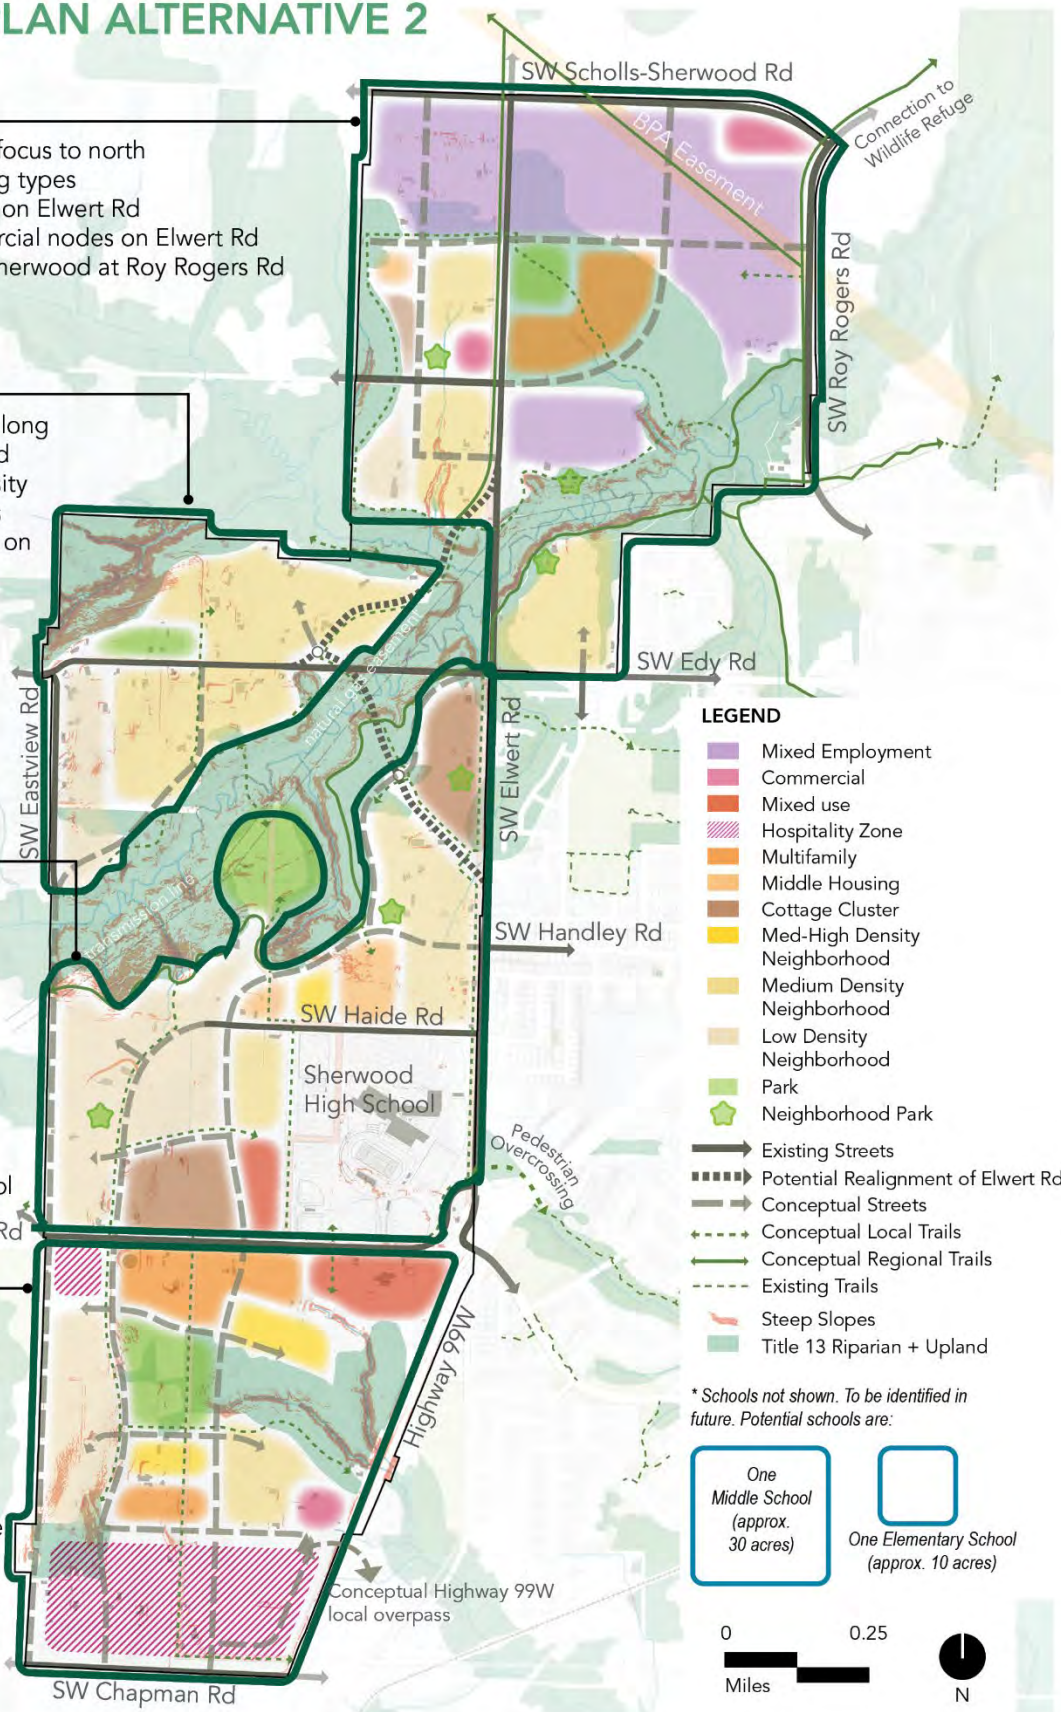 LAN ALTERNATIVE 2
focus to north
g types
on Elwert Rd
rcial nodes on Elwert Rd
herwood at Roy Rogers Rd
SW Scholls-Sherwood Rd
BPA Easement
Connection to
Wildlife Refuge
SW Roy Rogers Rd
long
d
sity
on
SW Edy Rd
natural gas easement
SW Eastview Rd
SW Elwert Rd
transmission line
SW Handley Rd
SW Haide Rd
Sherwood
High School
Pedestrian
Overcrossing
ol
Rd
Highway 99W
e
Conceptual Highway 99W
local overpass
SW Chapman Rd
LEGEND
Mixed Employment
Commercial
Mixed use
Hospitality Zone
Multifamily
Middle Housing
Cottage Cluster
Med-High Density
Neighborhood
Medium Density
Neighborhood
Low Density
Neighborhood
Park
Neighborhood Park
Existing Streets
Potential Realignment of Elwert Rd
Conceptual Streets
Conceptual Local Trails
Conceptual Regional Trails
Existing Trails
Steep Slopes
Title 13 Riparian + Upland
* Schools not shown. To be identified in
future. Potential schools are:
One
Middle School
(approx.
30 acres)
One Elementary School
(approx. 10 acres)
0 0.25
Miles
N